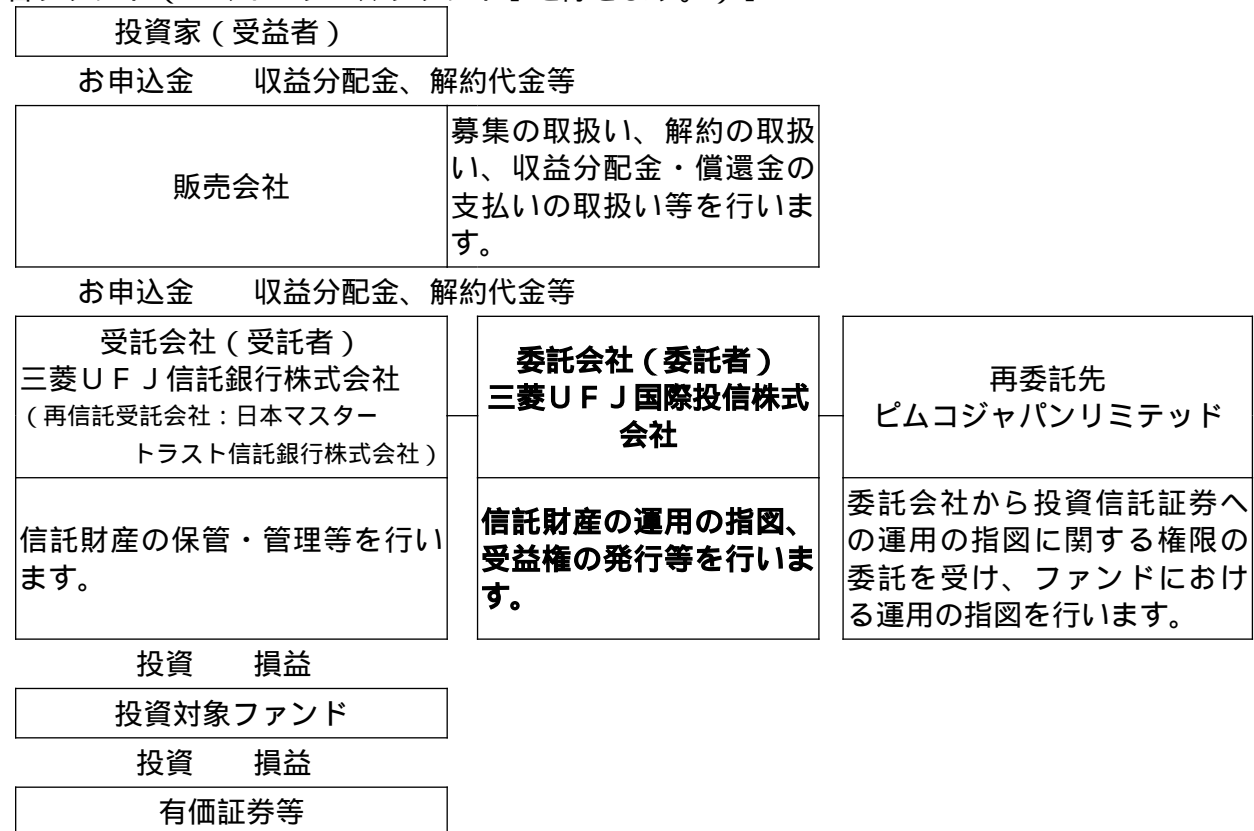 投資家（受益者）
お申込金　　収益分配金、解約代金等
販売会社
募集の取扱い、解約の取扱
い、収益分配金・償還金の
支払いの取扱い等を行いま
す。
お申込金　　収益分配金、解約代金等
受託会社（受託者）
三菱ＵＦＪ信託銀行株式会社
（再信託受託会社：日本マスター
トラスト信託銀行株式会社）
委託会社（委託者）
三菱ＵＦＪ国際投信株式
会社
再委託先
ピムコジャパンリミテッド
信託財産の保管・管理等を行い
ます。
信託財産の運用の指図、
受益権の発行等を行いま
す。
委託会社から投資信託証券へ
の運用の指図に関する権限の
委託を受け、ファンドにおけ
る運用の指図を行います。
投資　　損益
投資対象ファンド
投資　　損益
有価証券等